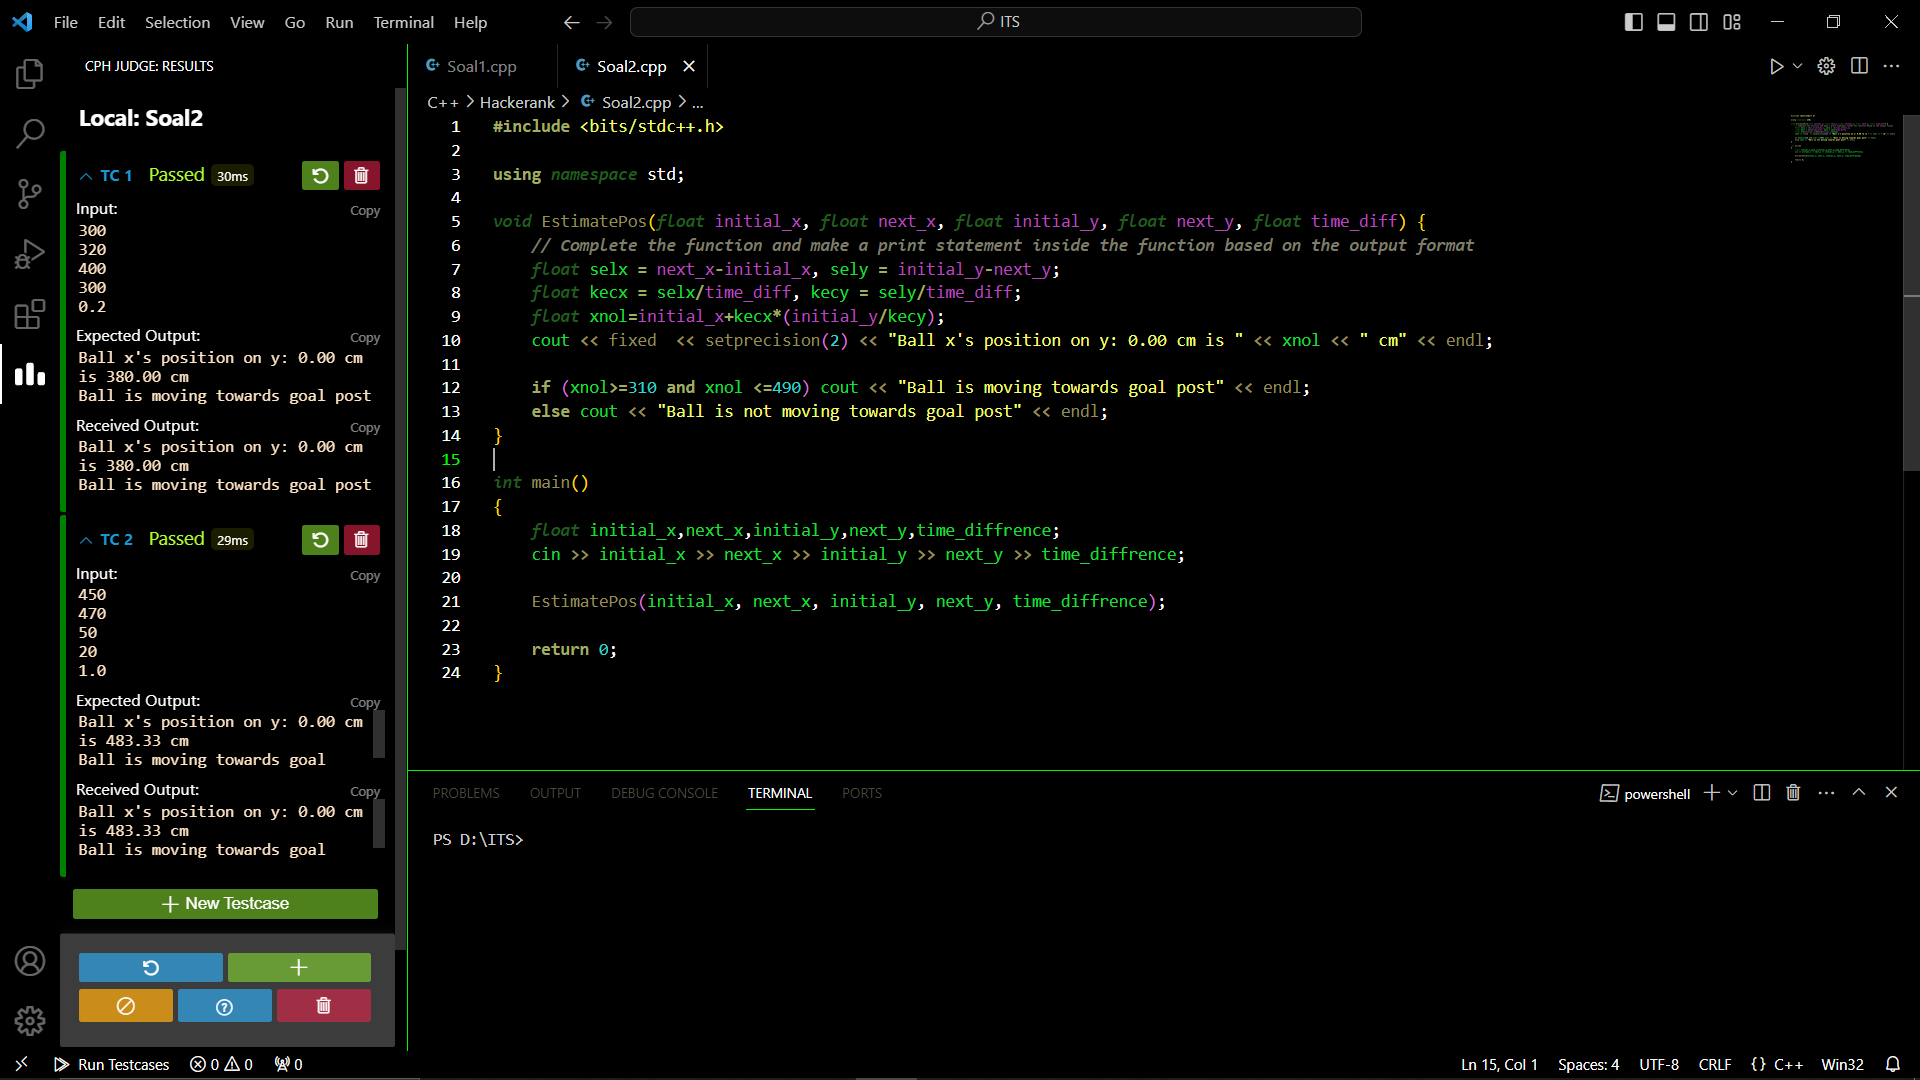 File Edit Selection View Go Run Terminal Help
ITS
CPH JUDGE: RESULTS
Local: Soal2
TC 1 Passed 30ms
Input:
Copy
300
320
400
300
0.2
Expected Output:
Copy
Ball x's position on y: 0.00 cm
is 380.00 cm
Ball is moving towards goal post
Received Output:
Copy
Ball x's position on y: 0.00 cm
is 380.00 cm
Ball is moving towards goal post
TC 2 Passed 29ms
Input:
Copy
450
470
50
20
1.0
Expected Output:
Copy
Ball x's position on y: 0.00 cm
is 483.33 cm
Ball is moving towards goal
Received Output:
Copy
Ball x's position on y: 0.00 cm
is 483.33 cm
Ball is moving towards goal
New Testcase
Soal1.cpp Soal2.cpp
C++ > Hackerank > Soal2.cpp > ...
1 #include <bits/stdc++.h>
2
3 using namespace std;
4
5 void EstimatePos(float initial_x, float next_x, float initial_y, float next_y, float time_diff) {
6 // Complete the function and make a print statement inside the function based on the output format
7 float selx = next_x-initial_x, sely = initial_y-next_y;
8 float kecx = selx/time_diff, kecy = sely/time_diff;
9 float xnol=initial_x+kecx*(initial_y/kecy);
10 cout << fixed  << setprecision(2) << "Ball x's position on y: 0.00 cm is " << xnol << " cm" << endl;
11
12 if (xnol>=310 and xnol <=490) cout << "Ball is moving towards goal post" << endl;
13 else cout << "Ball is not moving towards goal post" << endl;
14 }
15
16 int main()
17 {
18 float initial_x,next_x,initial_y,next_y,time_diffrence;
19 cin >> initial_x >> next_x >> initial_y >> next_y >> time_diffrence;
20
21 EstimatePos(initial_x, next_x, initial_y, next_y, time_diffrence);
22
23 return 0;
24 }
PROBLEMS OUTPUT DEBUG CONSOLE TERMINAL PORTS
powershell
PS D:\ITS>
Run Testcases 0 0 0
Ln 15, Col 1 Spaces: 4 UTF-8 CRLF {} C++ Win32